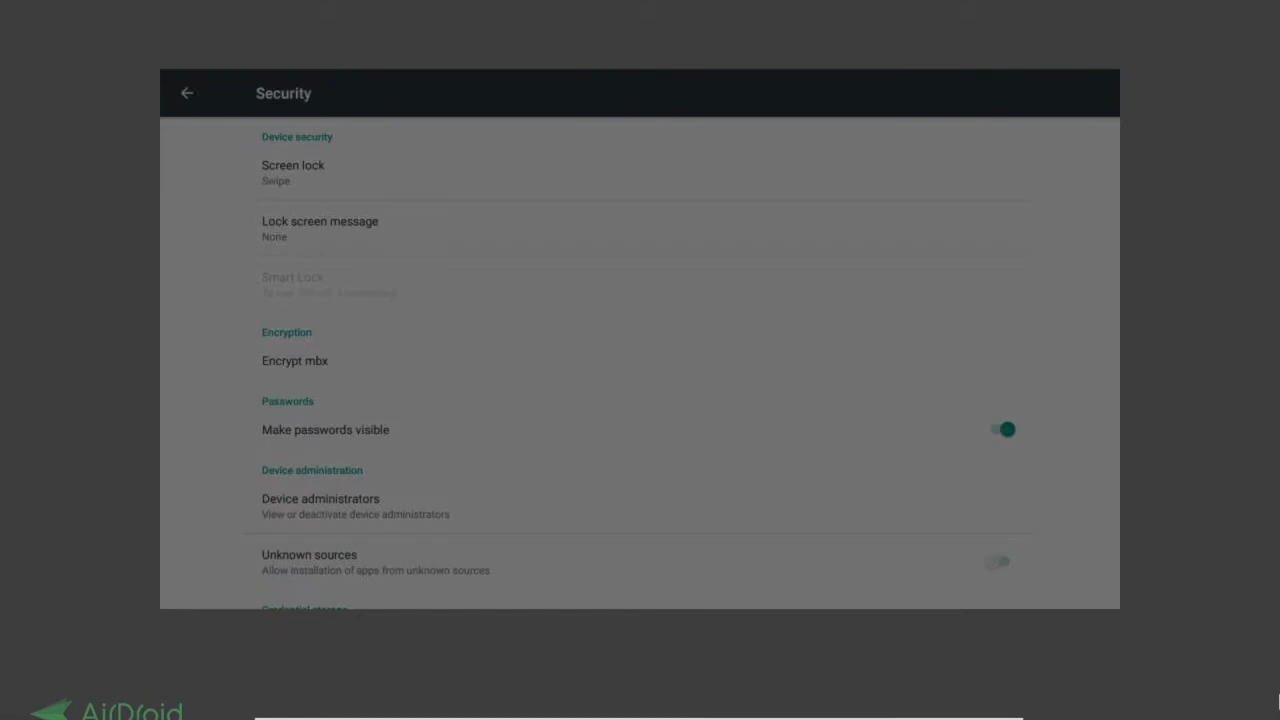 Security
Device security
Screen lock
Swipe
Lock screen message
None
Smart Lock
Encryption
Encrypt mbx
Passwords
Make passwords visible
Device administration
Device administrators
View or deactivate device administrators
Unknown sources
Allow installation of apps from unknown sources
Credential storage
AirDroid